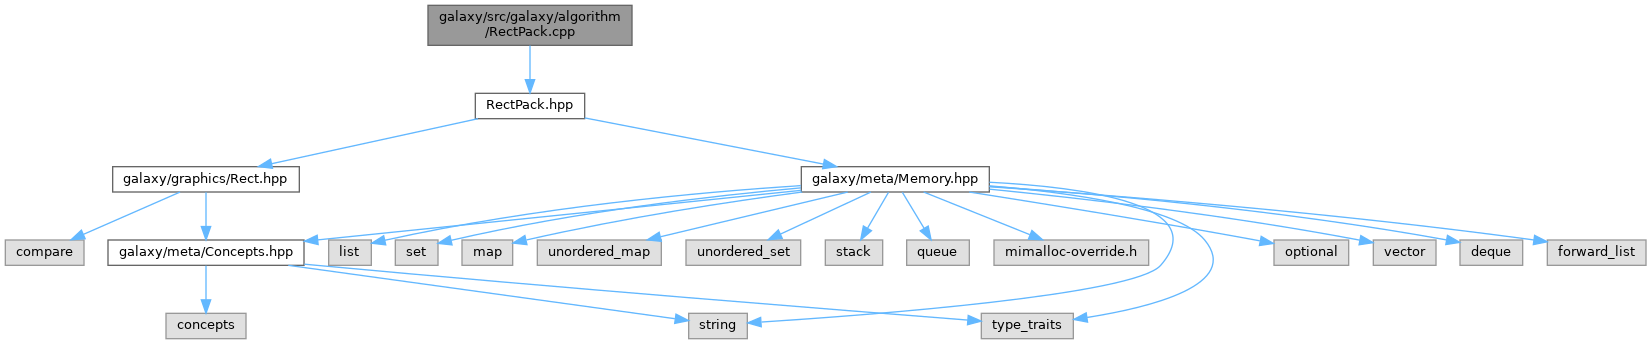 galaxy/src/galaxy/algorithm
/RectPack.cpp
RectPack.hpp
galaxy/graphics/Rect.hpp
galaxy/meta/Memory.hpp
compare
galaxy/meta/Concepts.hpp
list
set
map
unordered_map
unordered_set
stack
queue
mimalloc-override.h
optional
vector
deque
forward_list
concepts
string
type_traits